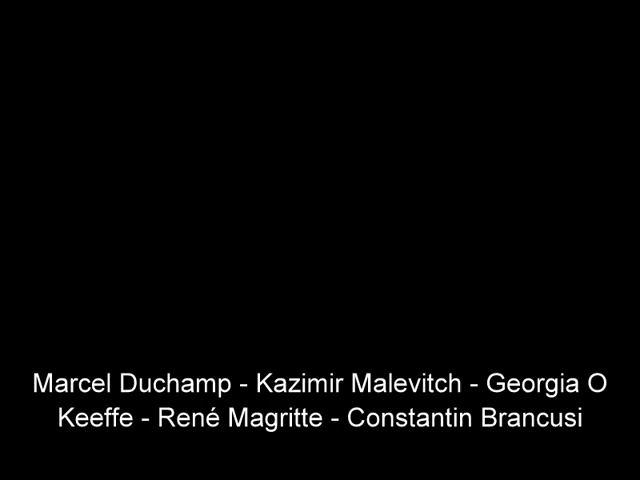 Marcel Duchamp - Kazimir Malevitch - Georgia O
Keeffe - René Magritte - Constantin Brancusi